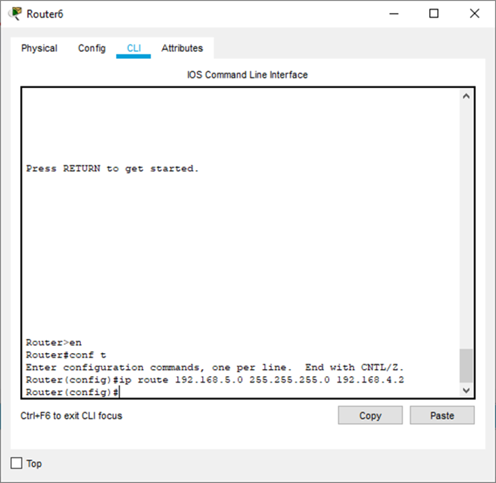 Router6
Physical Config CLI Attributes
IOS Command Line Interface
Press RETURN to get started.
Router>en
Router#conf t
Enter configuration commands, one per line.  End with CNTL/Z.
Router(config)#ip route 192.168.5.0 255.255.255.0 192.168.4.2
Router(config)#
Ctrl+F6 to exit CLI focus
Copy Paste
Top